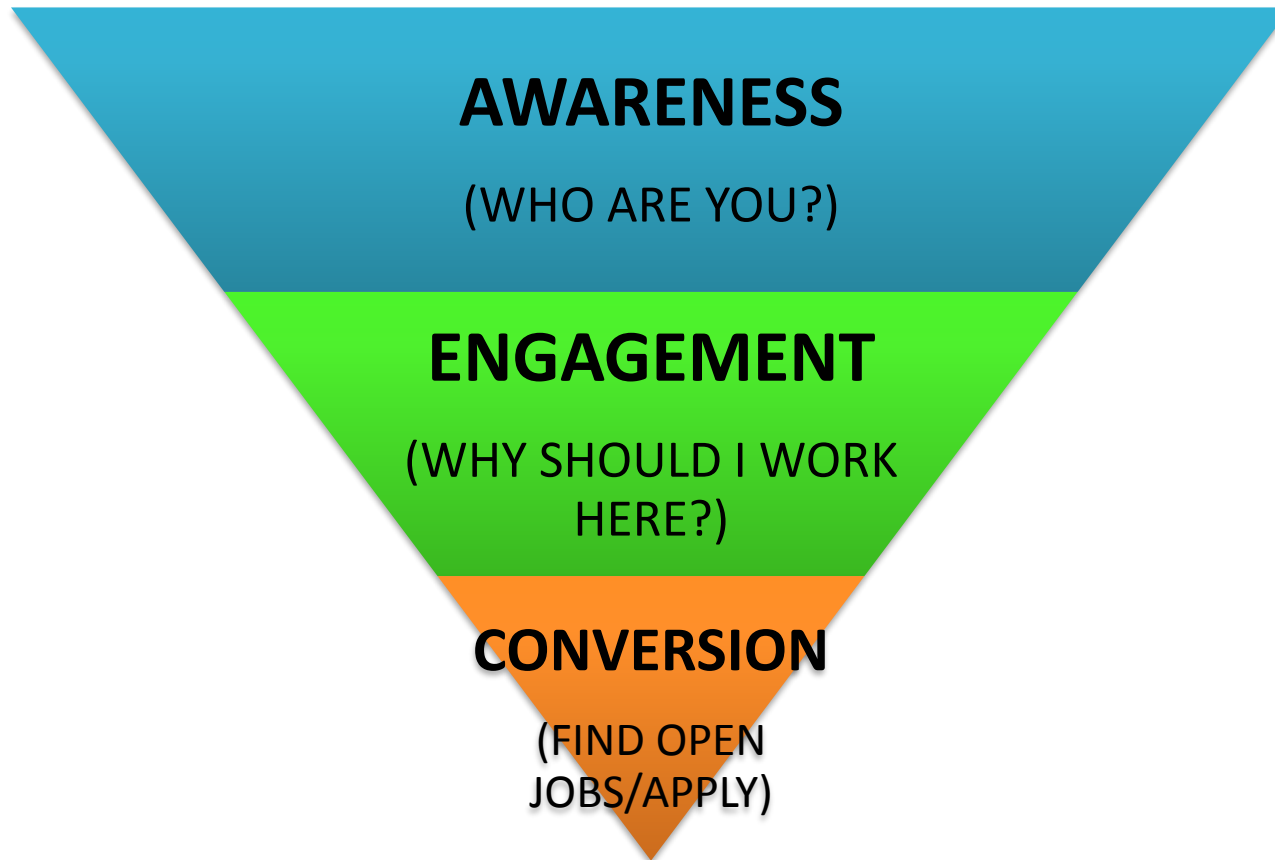 AWARENESS
(WHO ARE YOU?)
ENGAGEMENT
(WHY SHOULD I WORK
HERE?)
CONVERSION
(FIND OPEN
JOBS/APPLY)